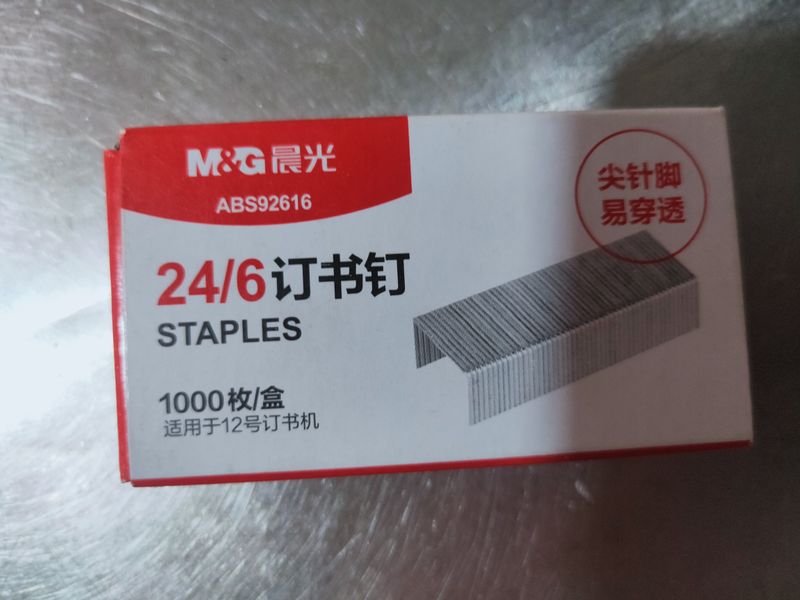 M&G晨光
ABS92616
尖针脚
易穿透
24/6订书钉
STAPLES
1000枚/盒
适用于12号订书机